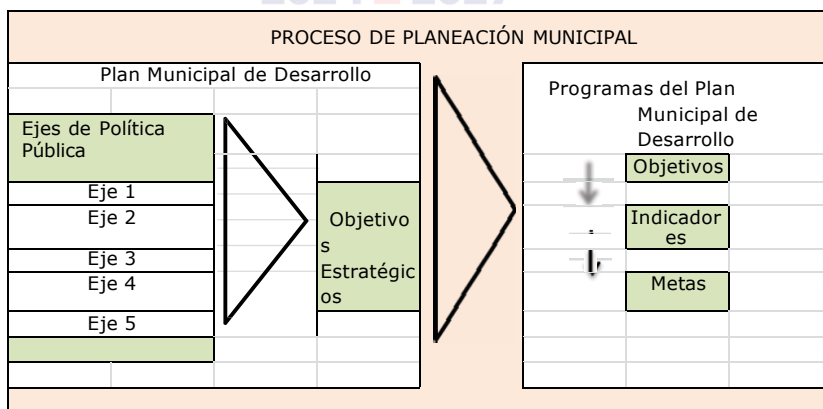 PROCESO DE PLANEACIÓN MUNICIPAL
Plan Municipal de Desarrollo
Ejes de Política
Pública
Eje 1
Eje 2
Eje 3
Eje 4
Eje 5
Objetivo
s
Estratégic
os
Programas del Plan
Municipal de
Desarrollo
Objetivos
Indicador
es
Metas